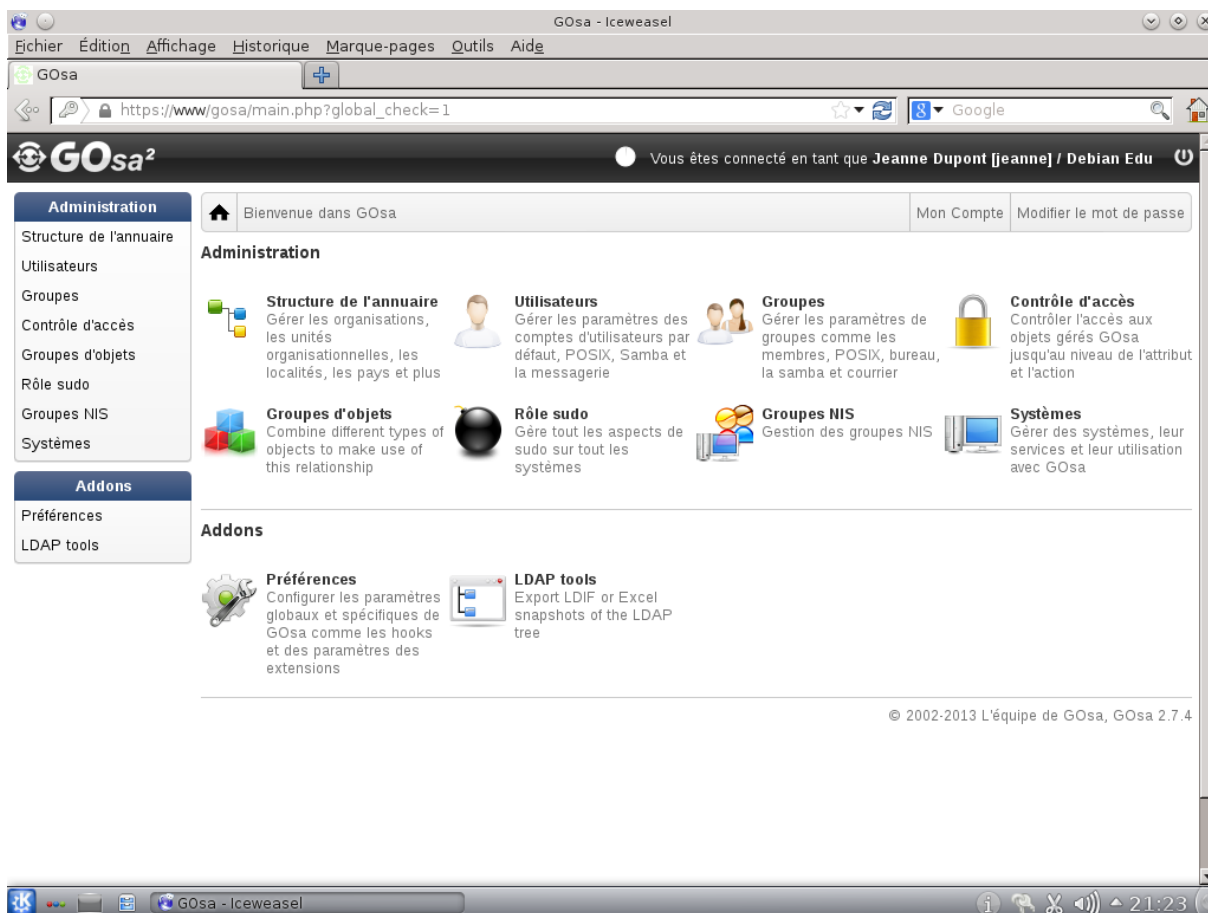 GOsa - Iceweasel
Fichier Édition Affichage Historique Marque-pages Outils Aide
GOsa
https://www/gosa/main.php?global_check=1
Google
GOsa²
Vous êtes connecté en tant que Jeanne Dupont [jeanne] / Debian Edu
Administration
Structure de l'annuaire
Utilisateurs
Groupes
Contrôle d'accès
Groupes d'objets
Rôle sudo
Groupes NIS
Systèmes
Addons
Préférences
LDAP tools
Bienvenue dans GOsa
Mon Compte
Modifier le mot de passe
Administration
Structure de l'annuaire
Gérer les organisations,
les unités
organisationnelles, les
localités, les pays et plus
Utilisateurs
Gérer les paramètres des
comptes d'utilisateurs par
défaut, POSIX, Samba et
la messagerie
Groupes
Gérer les paramètres de
groupes comme les
membres, POSIX, bureau,
la samba et courrier
Contrôle d'accès
Contrôler l'accès aux
objets gérés GOsa
jusqu'au niveau de l'attribut
et l'action
Groupes d'objets
Combine different types of
objects to make use of
this relationship
Rôle sudo
Gère tout les aspects de
sudo sur tout les
systèmes
Groupes NIS
Gestion des groupes NIS
Systèmes
Gérer des systèmes, leur
services et leur utilisation
avec GOsa
Addons
Préférences
Configurer les paramètres
globaux et spécifiques de
GOsa comme les hooks
et des paramètres des
extensions
LDAP tools
Export LDIF or Excel
snapshots of the LDAP
tree
© 2002-2013 L'équipe de GOsa, GOsa 2.7.4
GOsa - Iceweasel
21:23